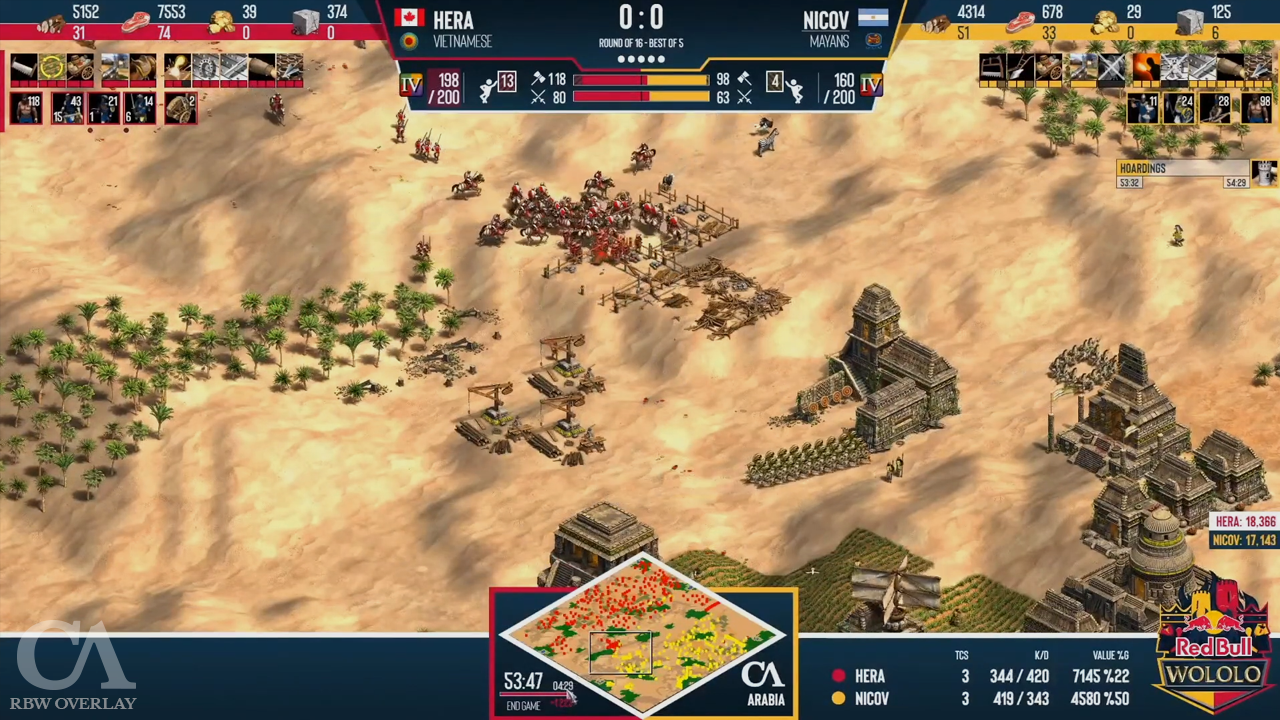 5152 7553 39 374
31 74 0 0
HERA 0:0 NICOV
VIETNAMESE ROUND OF 16 - BEST OF 5 MAYANS
4314 678 29 125
51 33 0 6
IV 198 /200 13 118 98 4 160 /200 IV
80 63
118 15 43 1 21 6 14 2
11 24 28 98
HOARDINGS
53:32 54:29
HERA: 18,366
NICOV: 17,143
Red Bull
WOLOLO
CA
RBW OVERLAY
53:47 04:29
END GAME
CA
ARABIA
TCS K/D VALUE %G
HERA 3 344 / 420 7145 %22
NICOV 3 419 / 343 4580 %50